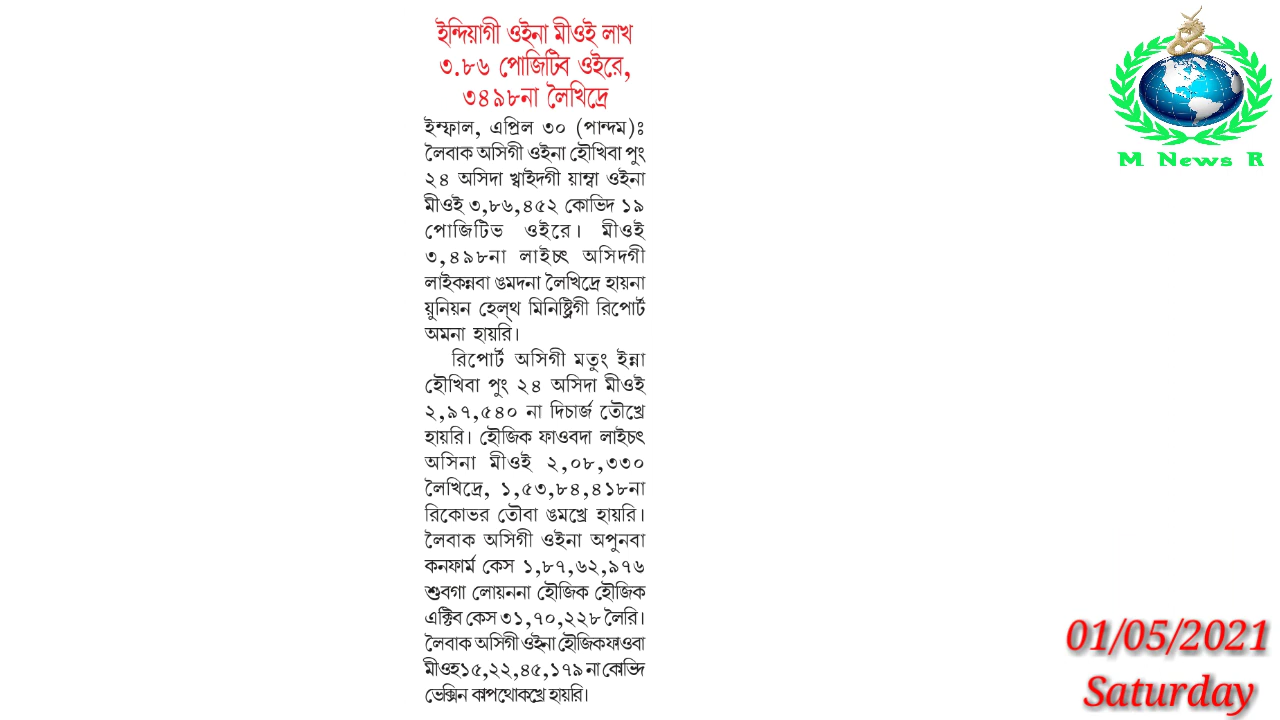 ইন্দিয়াগী ওইনা মীওই লাখ
৩.৮৬ পোজিটিব ওইরে,
৩৪৯৮না লৈখিদ্রে
ইম্ফাল, এপ্রিল ৩০ (পান্দম)ঃ
লৈবাক অসিগী ওইনা হৌখিবা পুং
২৪ অসিদা খ্বাইদগী য়াম্বা ওইনা
মীওই ৩,৮৬,৪৫২ কোভিদ ১৯
পোজিটিভ ওইরে। মীওই
৩,৪৯৮না লাইচৎ অসিদগী
লাইকন্নবা ঙমদনা লৈখিদ্রে হায়না
য়ুনিয়ন হেল্‌থ মিনিষ্ট্রিগী রিপোর্ট
অমনা হায়রি।
রিপোর্ট অসিগী মতুং ইন্না
হৌখিবা পুং ২৪ অসিদা মীওই
২,৯৭,৫৪০ না দিচার্জ তৌখ্রে
হায়রি। হৌজিক ফাওবদা লাইচৎ
অসিনা মীওই ২,০৮,৩৩০
লৈখিদ্রে, ১,৫৩,৮৪,৪১৮না
রিকোভর তৌবা ঙমখ্রে হায়রি।
লৈবাক অসিগী ওইনা অপুনবা
কনফার্ম কেস ১,৮৭,৬২,৯৭৬
শুবগা লোয়ননা হৌজিক হৌজিক
এক্টিব কেস ৩১,৭০,২২৮ লৈরি।
লৈবাক অসিগী ওইনা হৌজিক ফাওবা
মীওই ১৫,২২,৪৫,১৭৯ না কোভিদ
ভেক্সিন কাপথোকখ্রে হায়রি।
M News R
01/05/2021
Saturday